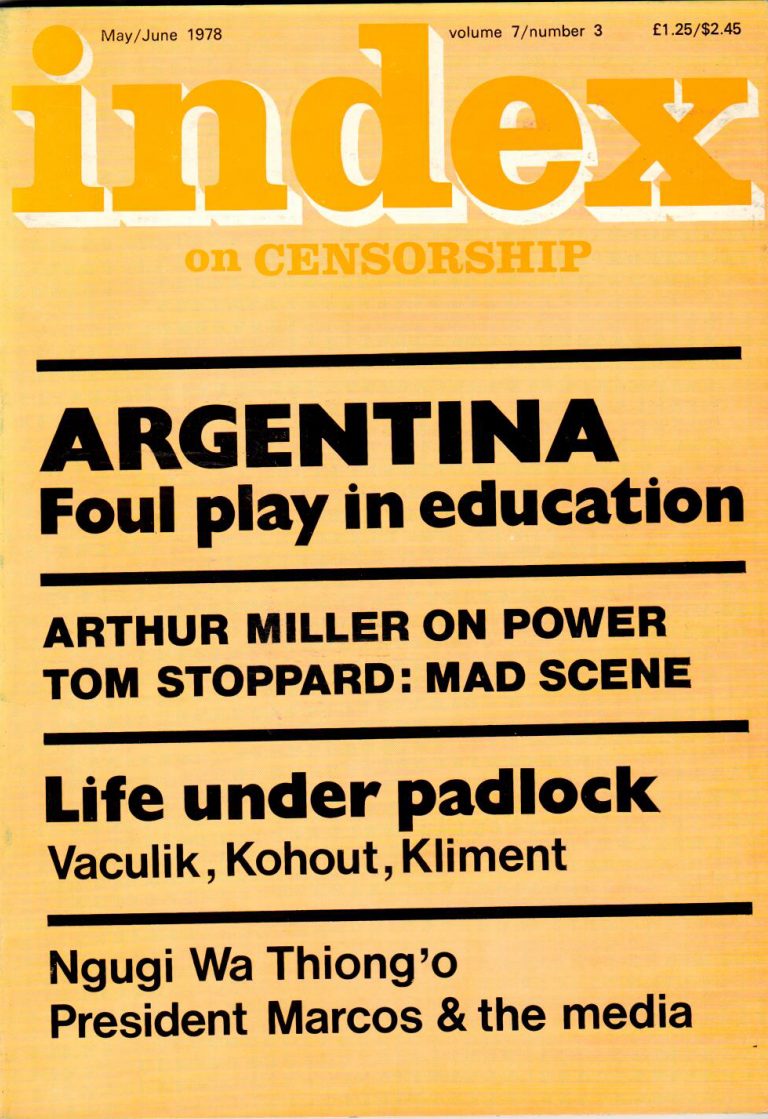 May/June 1978 volume 7/number 3 £1.25/$2.45
index
on CENSORSHIP
ARGENTINA
Foul play in education
ARTHUR MILLER ON POWER
TOM STOPPARD: MAD SCENE
Life under padlock
Vaculik, Kohout, Kliment
Ngugi Wa Thiong'o
President Marcos & the media